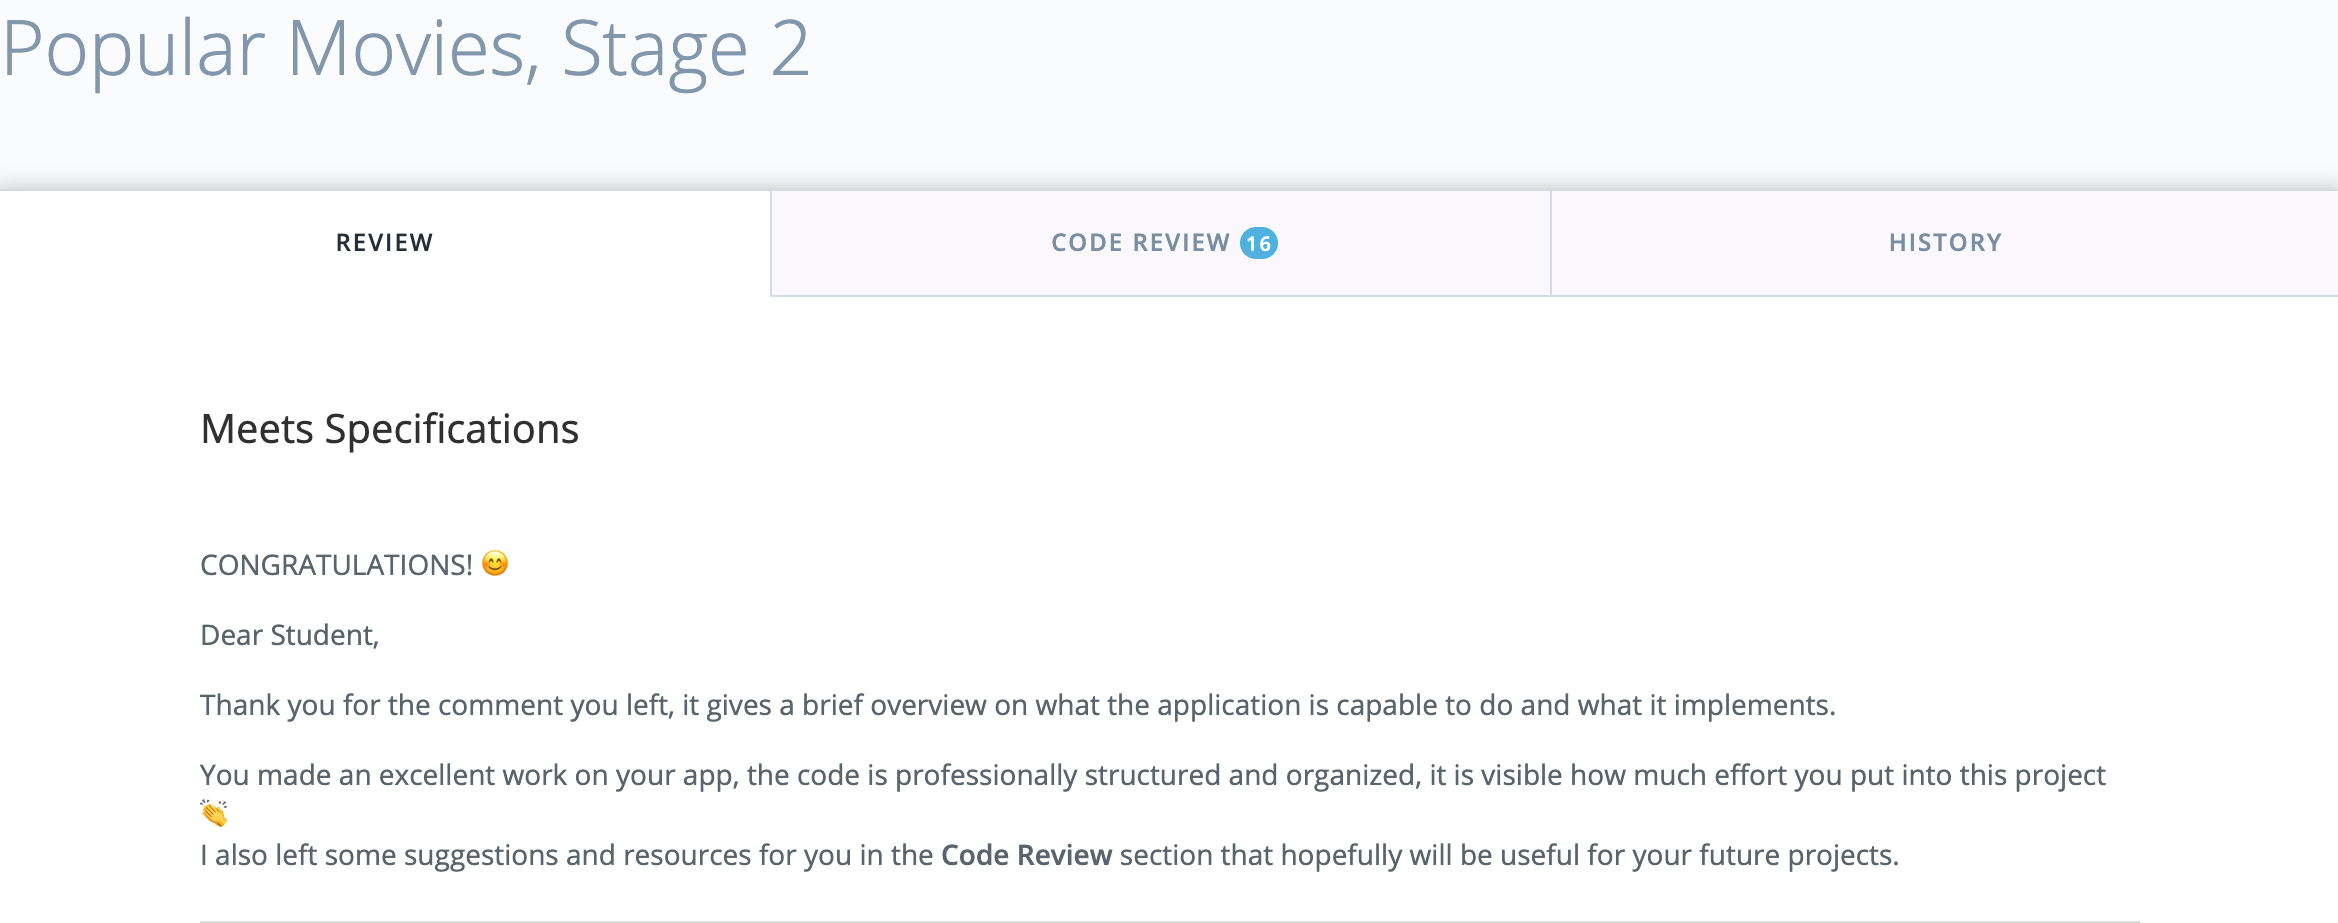 Popular Movies, Stage 2
REVIEW
CODE REVIEW 16
HISTORY
Meets Specifications
CONGRATULATIONS! 😊
Dear Student,
Thank you for the comment you left, it gives a brief overview on what the application is capable to do and what it implements.
You made an excellent work on your app, the code is professionally structured and organized, it is visible how much effort you put into this project
👏
I also left some suggestions and resources for you in the Code Review section that hopefully will be useful for your future projects.